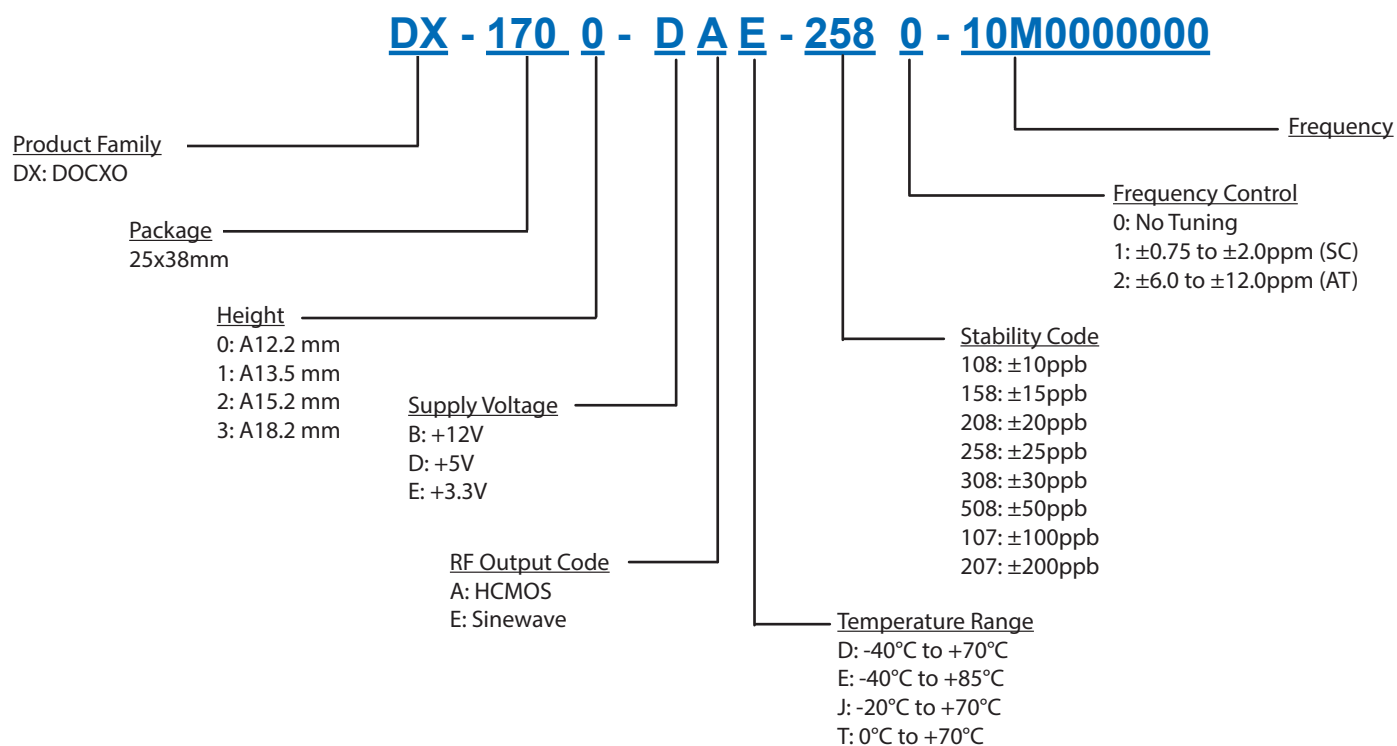 DX - 170 0 - D A E - 258 0 - 10M0000000
Product Family
DX: DOCXO
Package
25x38mm
Height
0: A12.2 mm
1: A13.5 mm
2: A15.2 mm
3: A18.2 mm
Supply Voltage
B: +12V
D: +5V
E: +3.3V
RF Output Code
A: HCMOS
E: Sinewave
Temperature Range
D: -40°C to +70°C
E: -40°C to +85°C
J: -20°C to +70°C
T: 0°C to +70°C
Stability Code
108: ±10ppb
158: ±15ppb
208: ±20ppb
258: ±25ppb
308: ±30ppb
508: ±50ppb
107: ±100ppb
207: ±200ppb
Frequency Control
0: No Tuning
1: ±0.75 to ±2.0ppm (SC)
2: ±6.0 to ±12.0ppm (AT)
Frequency